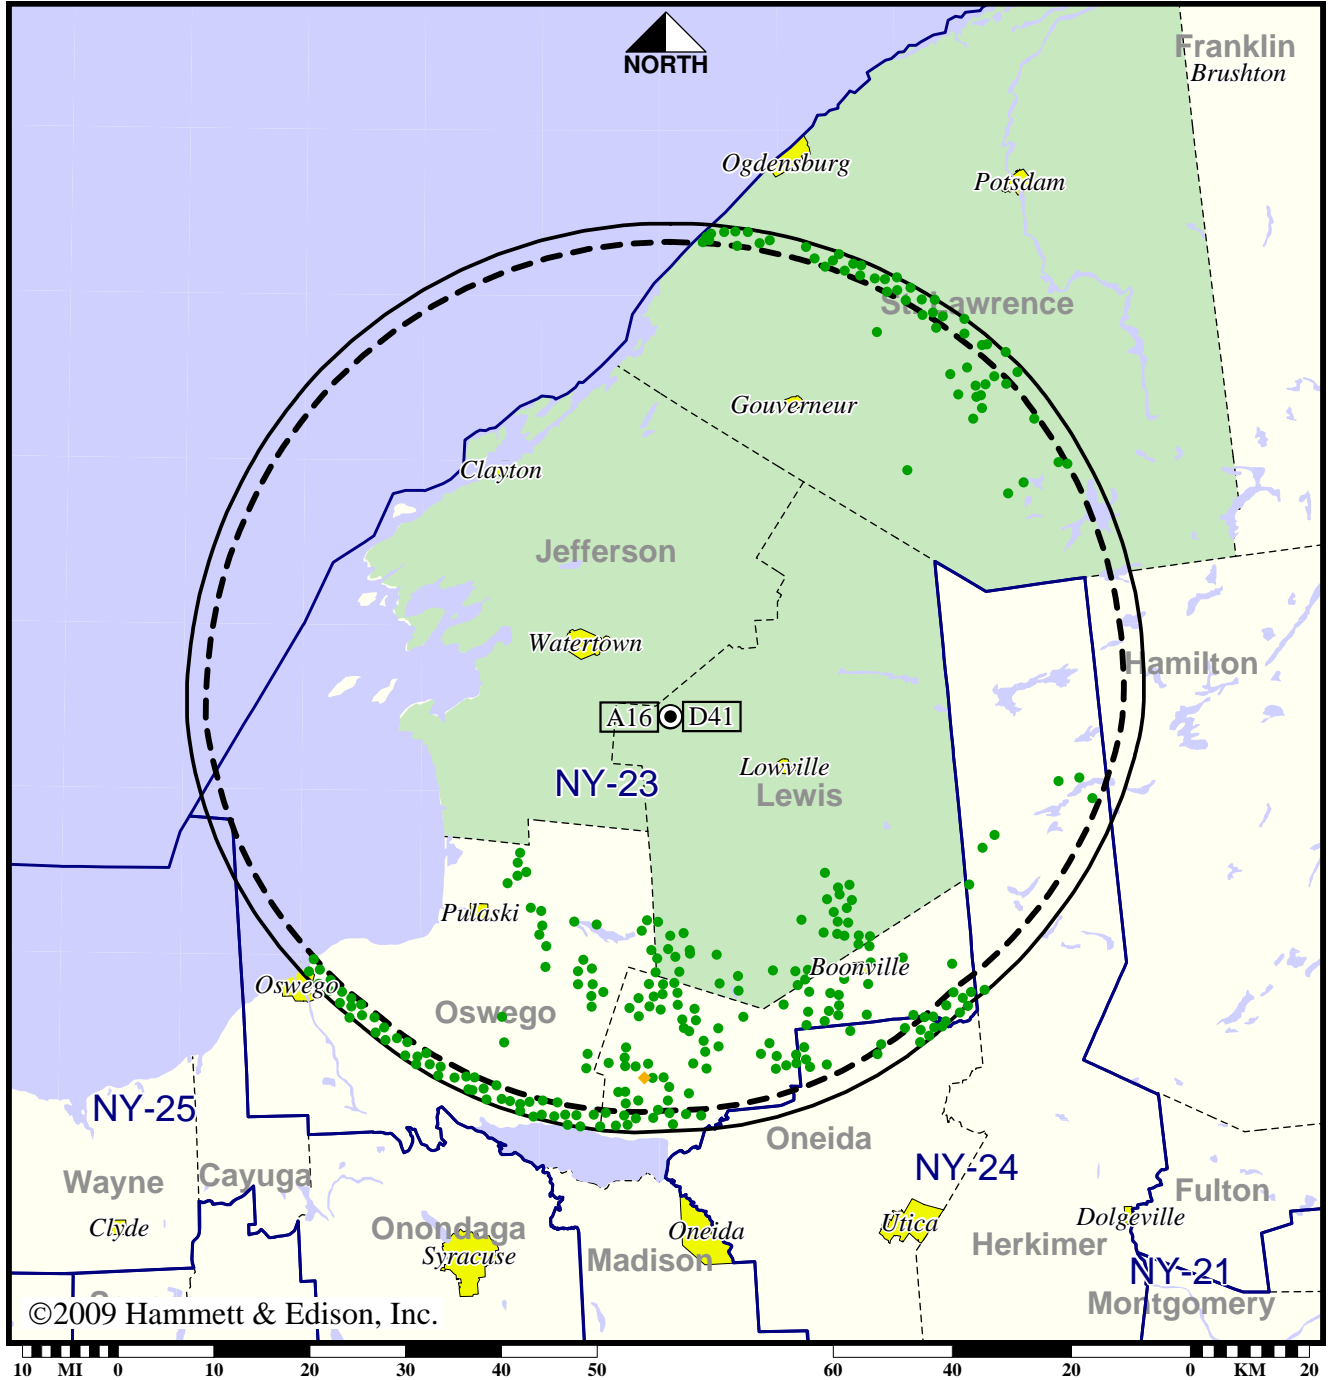 Franklin
Brushton
NORTH
Ogdensburg
Potsdam
St. Lawrence
Gouverneur
Clayton
Jefferson
Watertown
Hamilton
A16 D41
NY-23
Lowville
Lewis
Pulaski
Boonville
Oswego
Oswego
NY-25
Oneida
NY-24
Wayne
Cayuga
Fulton
Clyde
Onondaga
Syracuse
Oneida
Utica
Dolgeville
Herkimer
Madison
NY-21
Montgomery
©2009 Hammett & Edison, Inc.
10 MI 0 10 20 30 40 50 60 40 20 0 KM 20